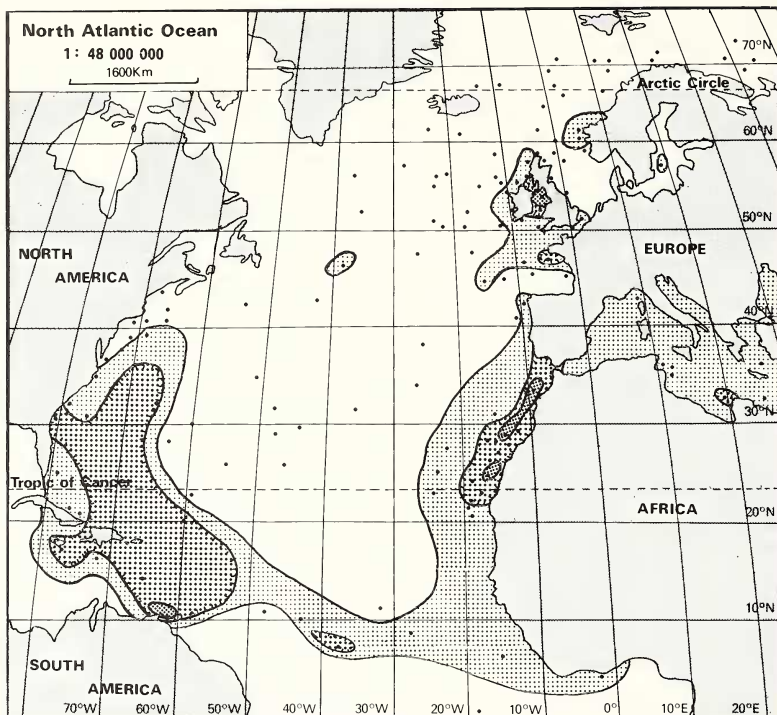 North Atlantic Ocean
1: 48 000 000
1600Km
70°N
Arctic Circle
60°N
50°N
NORTH
AMERICA
EUROPE
40°N
30°N
Tropic of Cancer
AFRICA
20°N
10°N
SOUTH
AMERICA
70°W
60°W
50°W
40°W
30°W
20°W
10°W
0°
10°E
20°E